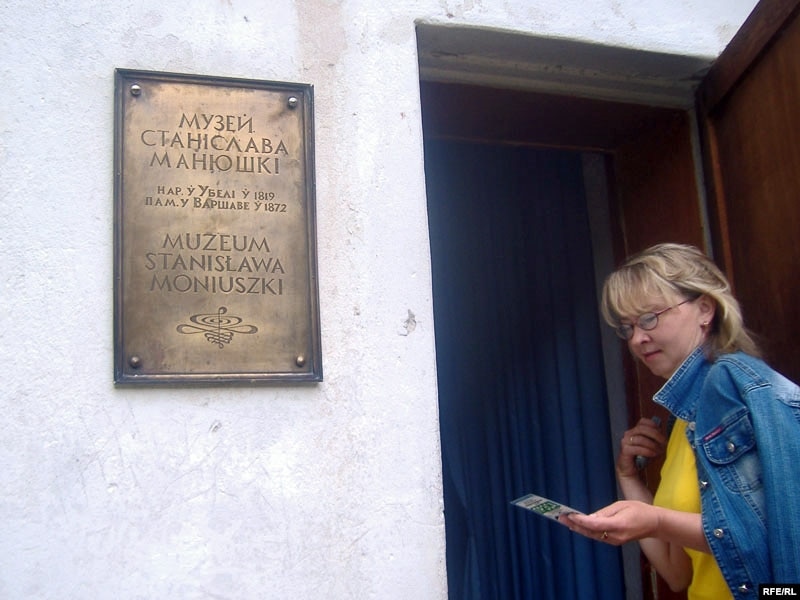 МУЗЕЙ
СТАНІСЛАВА
МАНЮШКІ
НАР. Ў УБЕЛІ Ў 1819
ПАМ. У ВАРШАВЕ Ў 1872
MUZEUM
STANISŁAWA
MONIUSZKI
RFE/RL